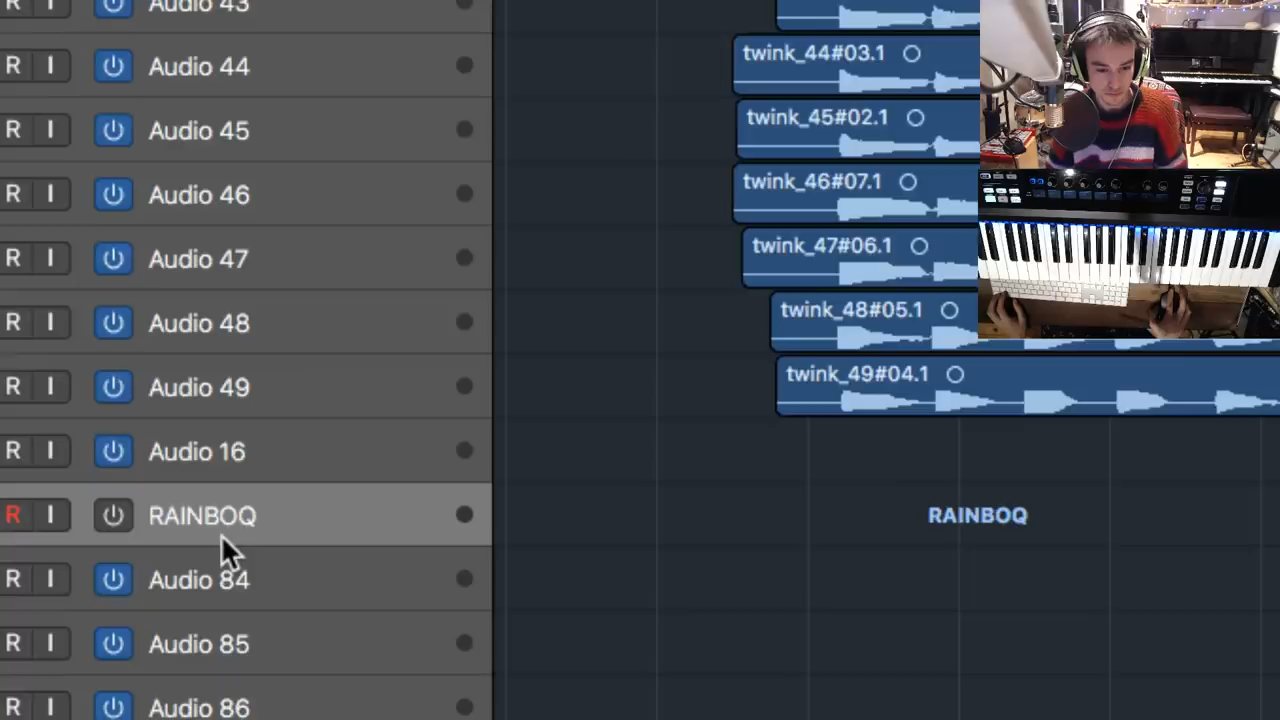 R I Audio 43
R I Audio 44 twink_44#03.1
R I Audio 45 twink_45#02.1
R I Audio 46 twink_46#07.1
R I Audio 47 twink_47#06.1
R I Audio 48 twink_48#05.1
R I Audio 49 twink_49#04.1
R I Audio 16
R I RAINBOQ RAINBOQ
R I Audio 84
R I Audio 85
R I Audio 86